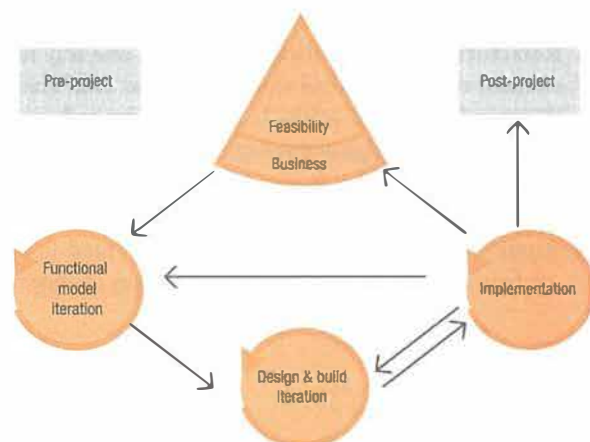 Pre-project
Post-project
Feasibility
Business
Functional
model
iteration
Implementation
Design & build
iteration